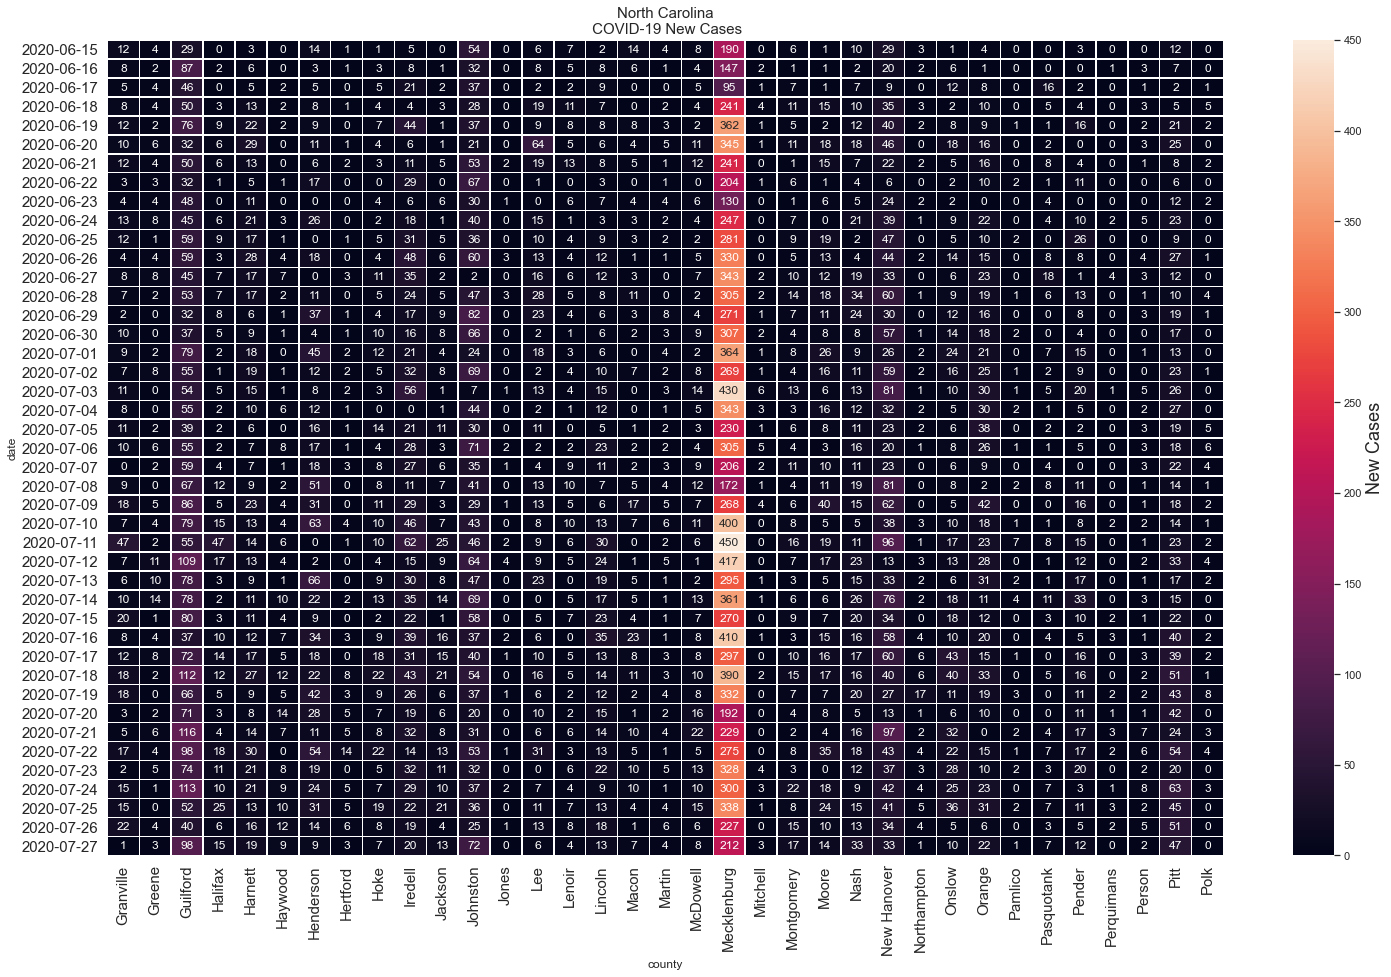 North Carolina
COVID-19 New Cases
2020-06-15 12 4 29 0 3 0 14 1 1 5 0 54 0 6 7 2 14 4 8 190 0 6 1 10 29 3 1 4 0 0 3 0 0 12 0
2020-06-16 8 2 87 2 6 0 3 1 3 8 1 32 0 8 5 8 6 1 4 147 2 1 1 2 20 2 6 1 0 0 0 1 3 7 0
2020-06-17 5 4 46 0 5 2 5 0 5 21 2 37 0 2 2 9 0 0 5 95 1 7 1 7 9 0 12 8 0 16 2 0 1 2 1
2020-06-18 8 4 50 3 13 2 8 1 4 4 3 28 0 19 11 7 0 2 4 241 4 11 15 10 35 3 2 10 0 5 4 0 3 5 5
2020-06-19 12 2 76 9 22 2 9 0 7 44 1 37 0 9 8 8 8 3 2 362 1 5 2 12 40 2 8 9 1 1 16 0 2 21 2
2020-06-20 10 6 32 6 29 0 11 1 4 6 1 21 0 64 2 5 6 5 11 345 1 11 18 18 46 0 18 16 0 2 0 0 3 25 0
2020-06-21 12 4 50 6 13 0 6 2 3 11 5 53 2 19 13 8 5 1 12 241 0 1 15 7 22 2 5 16 0 8 4 0 1 8 2
2020-06-22 3 3 32 1 5 1 17 0 0 29 0 67 0 1 0 3 0 1 0 204 1 6 1 4 6 0 2 10 2 1 11 0 0 6 0
2020-06-23 4 4 48 0 11 0 0 0 4 6 6 30 1 0 6 7 4 4 6 130 0 1 6 5 24 2 2 0 0 4 0 0 0 12 2
2020-06-24 13 8 45 6 21 3 26 0 2 18 1 40 0 15 1 3 3 2 4 247 0 7 0 21 39 1 9 22 0 4 10 2 5 23 0
2020-06-25 12 1 59 9 17 1 0 1 5 31 5 36 0 10 4 9 3 2 2 281 0 9 19 2 47 0 5 10 2 0 26 0 0 9 0
2020-06-26 4 4 59 3 28 4 18 0 4 48 6 60 3 13 4 12 1 1 5 330 0 5 13 4 44 2 14 15 0 8 8 0 4 27 1
2020-06-27 8 8 45 7 17 7 0 3 11 35 2 2 0 16 6 12 3 0 7 343 2 10 12 19 33 0 6 23 0 18 1 4 3 12 0
2020-06-28 7 2 53 7 17 2 11 0 5 24 5 47 3 28 5 8 11 0 2 305 2 14 18 34 60 1 9 19 1 6 13 0 1 10 4
2020-06-29 2 0 32 8 6 1 37 1 4 17 9 82 0 23 4 6 3 8 4 271 1 7 11 24 30 0 12 16 0 0 8 0 3 19 1
2020-06-30 10 0 37 5 9 1 4 1 10 16 8 66 0 2 1 6 2 3 9 307 2 4 8 8 57 1 14 18 2 0 4 0 0 17 0
2020-07-01 9 2 79 2 18 0 45 2 12 21 4 24 0 18 3 6 0 4 2 364 1 8 26 9 26 2 24 21 0 7 15 0 1 13 0
2020-07-02 7 8 55 1 19 1 12 2 5 32 8 69 0 2 4 10 7 2 8 269 1 4 16 11 59 2 16 25 1 2 9 0 0 23 1
2020-07-03 11 0 54 5 15 1 8 2 3 56 1 7 1 13 4 15 0 3 14 430 6 13 6 13 81 1 10 30 1 5 20 1 5 26 0
2020-07-04 8 0 55 2 10 6 12 1 0 0 1 44 0 2 1 12 0 1 5 343 3 3 16 12 32 2 5 30 2 1 5 0 2 27 0
2020-07-05 11 2 39 2 6 0 16 1 14 21 11 30 0 11 0 5 1 2 3 230 1 6 8 11 23 2 6 38 0 2 2 0 3 19 5
2020-07-06 10 6 55 2 7 8 17 1 4 28 3 71 2 2 2 23 2 2 4 305 5 4 3 16 20 1 8 26 1 1 5 0 3 18 6
2020-07-07 0 2 59 4 7 1 18 3 8 27 6 35 1 4 9 11 2 3 9 206 2 11 10 11 23 0 6 9 0 4 0 0 3 22 4
2020-07-08 9 0 67 12 9 2 51 0 8 11 7 41 0 13 10 7 5 4 12 172 1 4 11 19 81 0 8 2 2 8 11 0 1 14 1
2020-07-09 18 5 86 5 23 4 31 0 11 29 3 29 1 13 5 6 17 5 7 268 4 6 40 15 62 0 5 42 0 0 16 0 1 18 2
2020-07-10 7 4 79 15 13 4 63 4 10 46 7 43 0 8 10 13 7 6 11 400 0 8 5 5 38 3 10 18 1 1 8 2 2 14 1
2020-07-11 47 2 55 47 14 6 0 1 10 62 25 46 2 9 6 30 0 2 6 450 0 16 19 11 96 1 17 23 7 8 15 0 1 23 2
2020-07-12 7 11 109 2 17 13 2 0 4 15 9 64 4 9 5 24 1 5 1 417 0 7 17 23 13 3 13 28 0 1 12 0 2 33 4
2020-07-13 6 10 78 3 9 1 66 0 9 30 8 47 0 23 0 19 5 1 2 295 1 3 5 15 33 2 6 31 2 1 17 0 1 17 2
2020-07-14 10 14 78 2 11 10 22 2 13 35 14 69 0 0 5 17 5 1 13 361 1 6 6 26 76 2 18 11 4 11 33 0 3 15 0
2020-07-15 20 1 80 3 11 4 9 0 2 22 1 58 0 5 7 23 4 1 7 270 0 9 7 20 34 0 18 12 0 3 10 2 1 22 0
2020-07-16 8 4 37 10 12 7 34 3 9 39 16 37 2 6 0 35 23 1 8 410 1 3 15 16 58 4 10 20 0 4 5 3 1 40 2
2020-07-17 12 8 72 14 17 5 18 0 18 31 15 40 1 10 5 13 8 3 8 297 0 10 16 17 60 6 43 15 1 0 16 0 3 39 2
2020-07-18 18 2 112 12 27 12 22 8 22 43 21 54 0 16 5 14 11 3 10 390 2 15 17 16 40 6 40 33 0 5 16 0 2 51 1
2020-07-19 18 0 66 5 9 5 42 3 9 26 6 37 1 6 2 12 2 4 8 332 0 7 7 20 27 17 11 19 3 0 11 2 2 43 8
2020-07-20 3 2 71 3 8 14 28 5 7 19 6 20 0 10 2 15 1 2 16 192 0 4 8 5 13 1 6 10 0 0 11 1 1 42 0
2020-07-21 5 6 116 4 14 7 11 5 8 32 8 31 0 6 6 14 10 4 22 229 0 2 4 16 97 2 32 0 2 4 17 3 7 24 3
2020-07-22 17 4 98 18 30 0 54 14 22 14 13 53 1 31 3 13 5 1 5 275 0 8 35 18 43 4 22 15 1 7 17 2 6 54 4
2020-07-23 2 5 74 11 21 8 19 0 5 32 11 32 0 0 6 22 10 5 13 328 4 3 0 12 37 3 28 10 2 3 20 0 2 20 0
2020-07-24 15 1 113 10 21 9 24 5 7 29 10 37 2 7 4 9 10 1 10 300 3 22 18 9 42 4 25 23 0 7 3 1 8 63 3
2020-07-25 15 0 52 25 13 10 31 5 19 22 21 36 0 11 7 13 4 4 15 338 1 8 24 15 41 5 36 31 2 7 11 3 2 45 0
2020-07-26 22 4 40 6 16 12 14 6 8 19 4 25 1 13 8 18 1 6 6 227 0 15 10 13 34 4 5 6 0 3 5 2 5 51 0
2020-07-27 1 3 98 15 19 9 9 3 7 20 13 72 0 6 4 13 7 4 8 212 3 17 14 33 33 1 10 22 1 7 12 0 2 47 0
Granville Greene Guilford Halifax Harnett Haywood Henderson Hertford Hoke Iredell Jackson Johnston Jones Lee Lenoir Lincoln Macon Martin McDowell Mecklenburg Mitchell Montgomery Moore Nash New Hanover Northampton Onslow Orange Pamlico Pasquotank Pender Perquimans Person Pitt Polk
date
county
450
400
350
300
250
200
150
100
50
0
New Cases